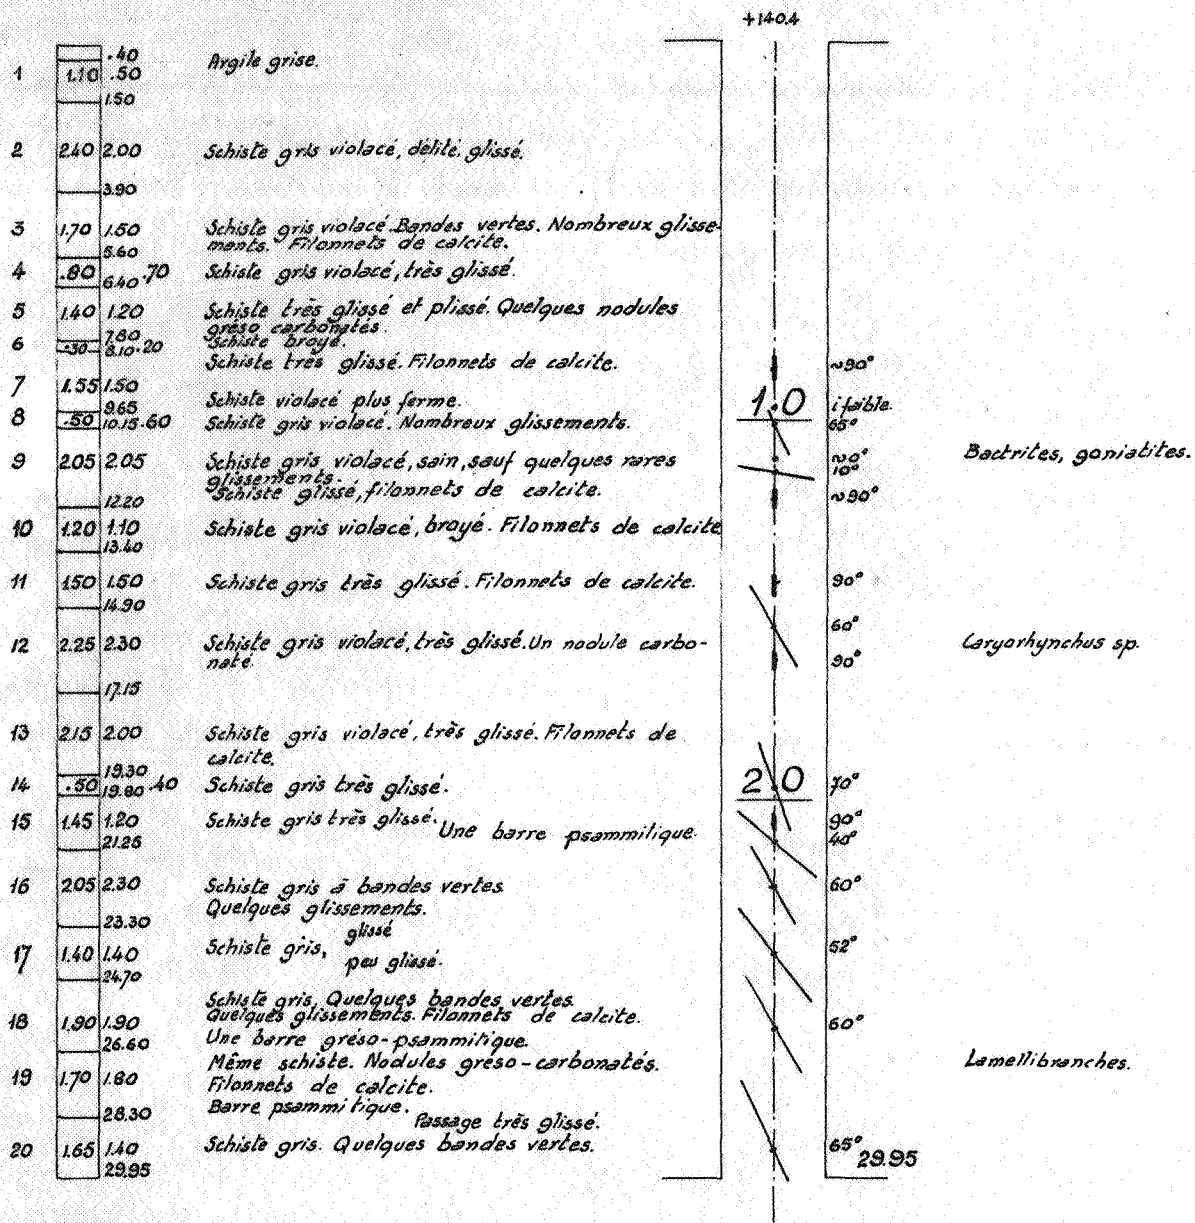 +140.4
.40
1 1.10 .50 Argile grise.
1.50
2 2.40 2.00 Schiste gris violacé, délité, glissé.
3.90
3 1.70 1.50 Schiste gris violacé. Bandes vertes. Nombreux glisse-
ments. Filonnets de calcite.
5.60
4 .80 .70 Schiste gris violacé, très glissé.
6.40
5 1.40 1.20 Schiste très glissé et plissé. Quelques nodules
gréso carbonatés.
7.80
6 .30 .20 Schiste broyé.
8.10
Schiste très glissé. Filonnets de calcite. ~90°
7 1.55 1.50
Schiste violacé plus ferme. 10 i faible.
9.65
8 .50 .60 Schiste gris violacé. Nombreux glissements. 65°
10.15
9 2.05 2.05 Schiste gris violacé, sain, sauf quelques rares ~0° Bactrites, goniatites.
glissements. 10°
Schiste glissé, filonnets de calcite. ~90°
12.20
10 1.20 1.10 Schiste gris violacé, broyé. Filonnets de calcite
13.40
11 1.50 1.50 Schiste gris très glissé. Filonnets de calcite. 90°
14.90
60°
12 2.25 2.30 Schiste gris violacé, très glissé. Un nodule carbo- Caryorhynchus sp.
naté. 90°
17.15
13 2.15 2.00 Schiste gris violacé, très glissé. Filonnets de
calcite.
19.30
14 .50 .40 Schiste gris très glissé. 20 70°
19.80
15 1.45 1.20 Schiste gris très glissé. 90°
Une barre psammitique. 40°
21.25
16 2.05 2.30 Schiste gris à bandes vertes 60°
Quelques glissements.
23.30
glissé
17 1.40 1.40 Schiste gris, 52°
peu glissé.
24.70
Schiste gris, Quelques bandes vertes.
Quelques glissements. Filonnets de calcite.
18 1.90 1.90 60°
Une barre gréso-psammitique.
26.60
Même schiste. Nodules gréso-carbonatés. Lamellibranches.
19 1.70 1.80 Filonnets de calcite.
Barre psammitique.
28.30
Passage très glissé.
20 1.65 1.40 Schiste gris. Quelques bandes vertes. 65°
29.95 29.95